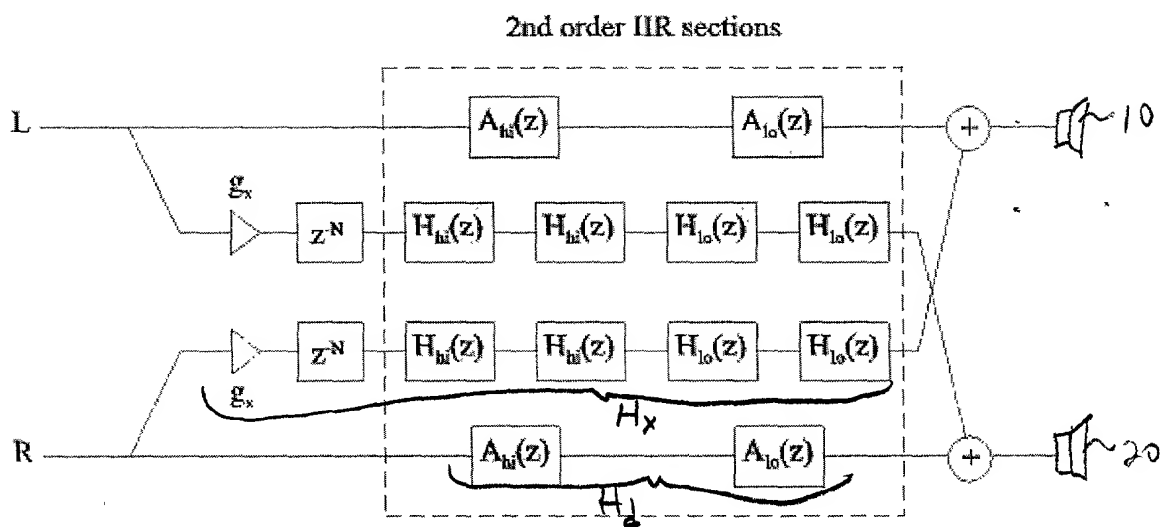 2nd order IIR sections
L A_hi(z) A_lo(z) + 10
g_x
z^-N H_hi(z) H_hi(z) H_lo(z) H_lo(z)
z^-N H_hi(z) H_hi(z) H_lo(z) H_lo(z)
g_x
H_x
R A_hi(z) A_lo(z) + 20
H_d